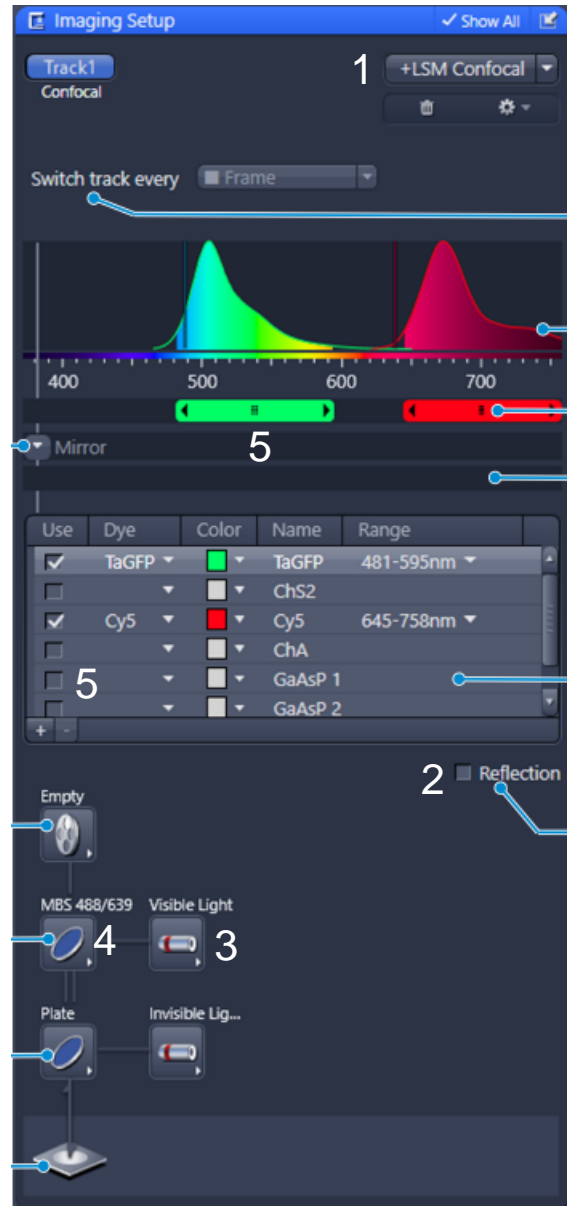 Imaging Setup ✓ Show All
Track1 1 +LSM Confocal
Confocal
Switch track every Frame
400 500 600 700
Mirror 5
Use Dye Color Name Range
TaGFP TaGFP 481-595nm
ChS2
Cy5 Cy5 645-758nm
ChA
5 GaAsP 1
GaAsP 2
+ -
2 Reflection
Empty
MBS 488/639 Visible Light
4 3
Plate Invisible Lig...